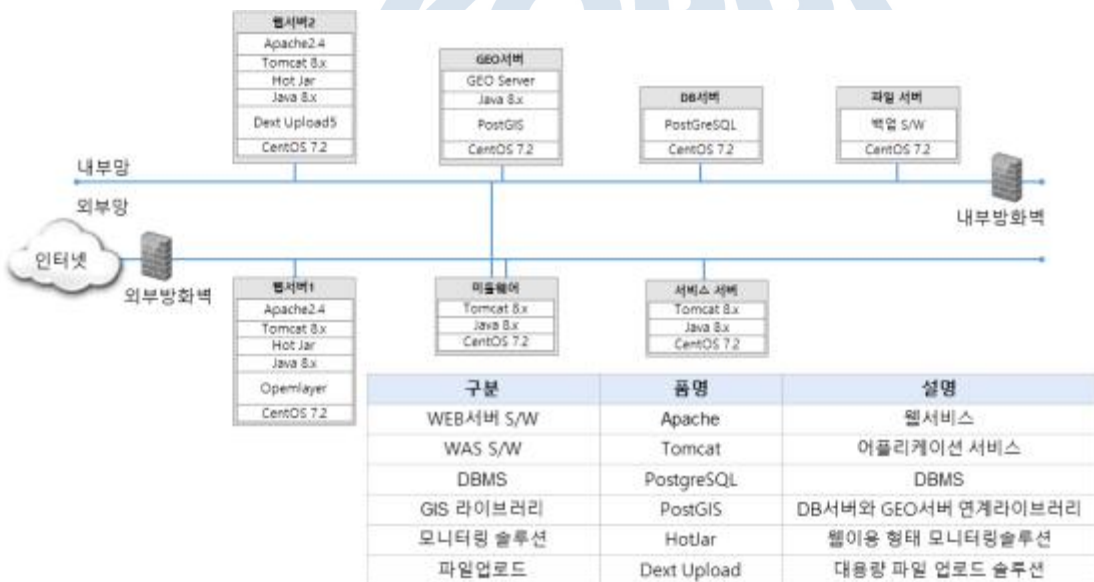 웹서버2
Apache2.4
Tomcat 8.x
Hot Jar
Java 8.x
Dext Upload5
CentOS 7.2
GEO서버
GEO Server
Java 8.x
PostGIS
CentOS 7.2
DB서버
PostGreSQL
CentOS 7.2
파일 서버
백업 S/W
CentOS 7.2
내부망
외부망
내부방화벽
인터넷
외부방화벽
웹서버1
Apache2.4
Tomcat 8.x
Hot Jar
Java 8.x
Opemlayer
CentOS 7.2
미들웨어
Tomcat 8.x
Java 8.x
CentOS 7.2
서비스 서버
Tomcat 8.x
Java 8.x
CentOS 7.2
구분 품명 설명
WEB서버 S/W Apache 웹서비스
WAS S/W Tomcat 어플리케이션 서비스
DBMS PostgreSQL DBMS
GIS 라이브러리 PostGIS DB서버와 GEO서버 연계라이브러리
모니터링 솔루션 HotJar 웹이용 형태 모니터링솔루션
파일업로드 Dext Upload 대용량 파일 업로드 솔루션